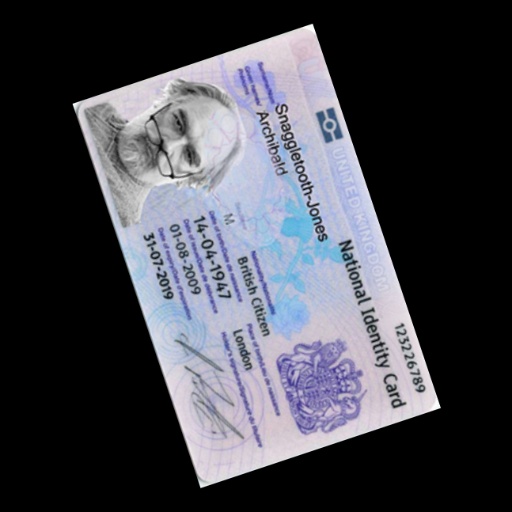 UNITED KINGDOM
National Identity Card
123226789
Snaggletooth-Jones
Archibald
M
British Citizen
14-04-1947
London
01-08-2009
31-07-2019